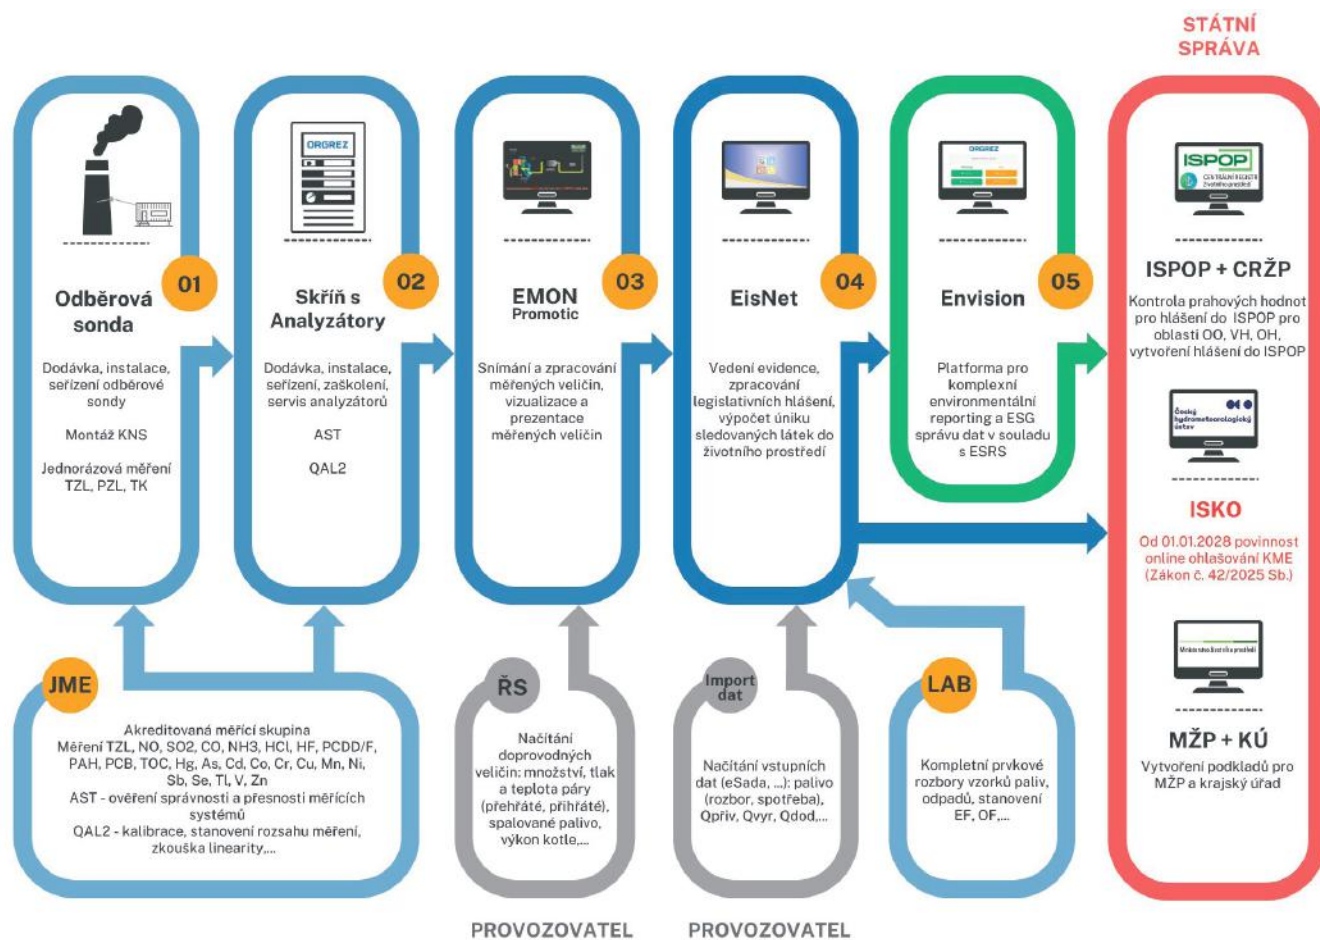 STÁTNÍ
SPRÁVA
01
Odběrová
sonda
Dodávka, instalace,
seřízení odběrové
sondy
Montáž KNS
Jednorázová měření
TZL, PZL, TK
ORGREZ
02
Skříň s
Analyzátory
Dodávka, instalace,
seřízení, zaškolení,
servis analyzátorů
AST
QAL2
03
EMON
Promotic
Snímání a zpracování
měřených veličin,
vizualizace a
prezentace
měřených veličin
04
EisNet
Vedení evidence,
zpracování
legislativních hlášení,
výpočet úniku
sledovaných látek do
životního prostředí
ORGREZ
05
Envision
Platforma pro
komplexní
environmentální
reporting a ESG
správu dat v souladu
s ESRS
ISPOP
CENTRÁLNÍ REGISTR
životního prostředí
ISPOP + CRŽP
Kontrola prahových hodnot
pro hlášení do ISPOP pro
oblasti OO, VH, OH,
vytvoření hlášení do ISPOP
Český
hydrometeorologický
ústav
ISKO
Od 01.01.2028 povinnost
online ohlašování KME
(Zákon č. 42/2025 Sb.)
MŽP + KÚ
Vytvoření podkladů pro
MŽP a krajský úřad
JME
Akreditovaná měřící skupina
Měření TZL, NO, SO2, CO, NH3, HCl, HF, PCDD/F,
PAH, PCB, TOC, Hg, As, Cd, Co, Cr, Cu, Mn, Ni,
Sb, Se, Tl, V, Zn
AST - ověření správnosti a přesnosti měřících
systémů
QAL2 - kalibrace, stanovení rozsahu měření,
zkouška linearity,...
ŘS
Načítání
doprovodných
veličin: množství, tlak
a teplota páry
(přehřáté, přihřáté),
spalované palivo,
výkon kotle,...
PROVOZOVATEL
Import
dat
Načítání vstupních
dat (eSada, ...): palivo
(rozbor, spotřeba),
Qpřiv, Qvyr, Qdod,...
PROVOZOVATEL
LAB
Kompletní prvkové
rozbory vzorků paliv,
odpadů, stanovení
EF, OF,...